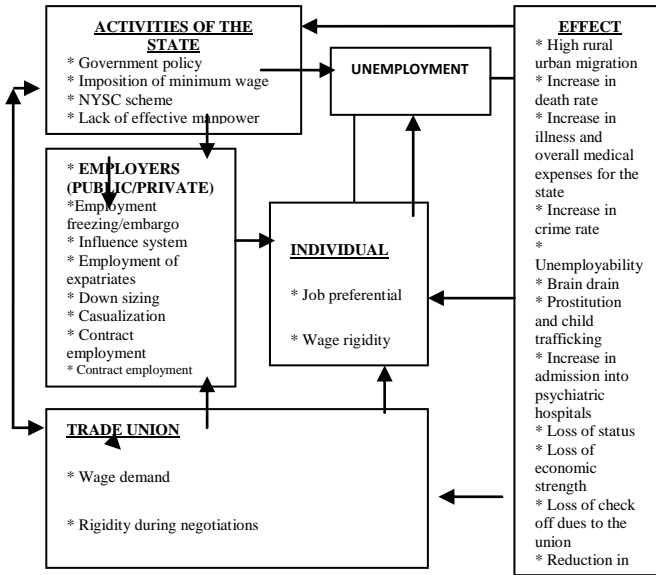 ACTIVITIES OF THE
STATE
* Government policy
* Imposition of minimum wage
* NYSC scheme
* Lack of effective manpower
UNEMPLOYMENT
* EMPLOYERS
(PUBLIC/PRIVATE)
*Employment
freezing/embargo
* Influence system
* Employment of
expatriates
* Down sizing
* Casualization
* Contract
employment
* Contract employment
INDIVIDUAL
* Job preferential
* Wage rigidity
TRADE UNION
* Wage demand
* Rigidity during negotiations
EFFECT
* High rural
urban migration
* Increase in
death rate
* Increase in
illness and
overall medical
expenses for the
state
* Increase in
crime rate
*
Unemployability
* Brain drain
* Prostitution
and child
trafficking
* Increase in
admission into
psychiatric
hospitals
* Loss of status
* Loss of
economic
strength
* Loss of check
off dues to the
union
* Reduction in